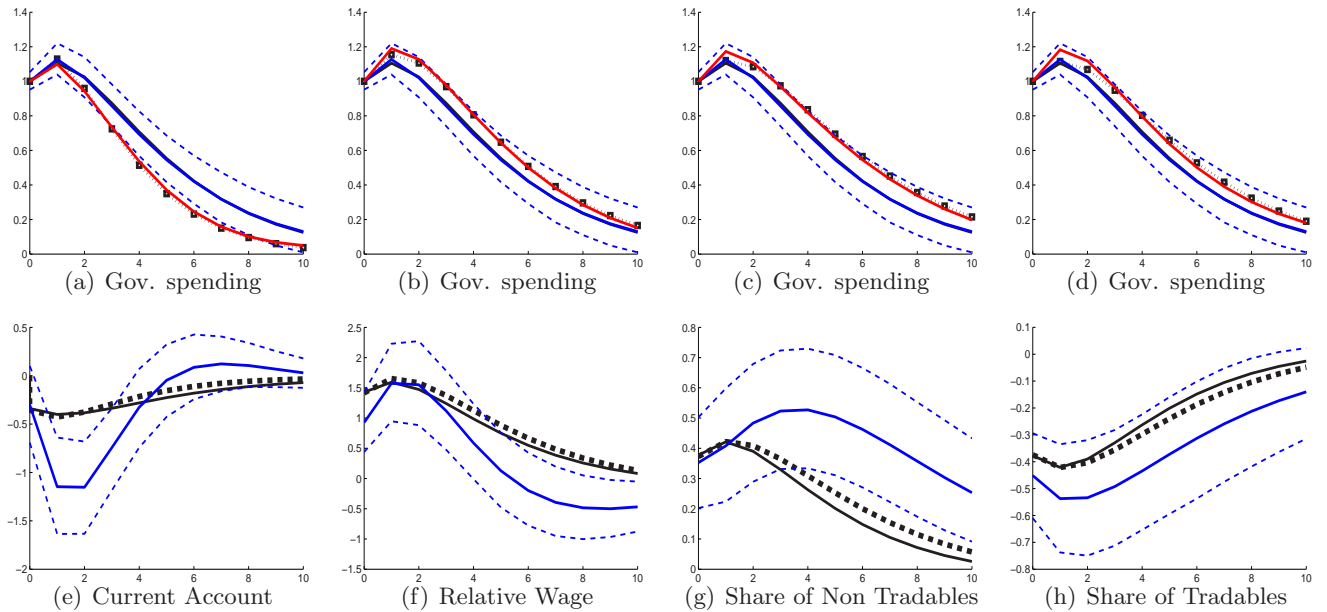 1.4 1.4 1.4 1.4
1.2 1.2 1.2 1.2
1 1 1 1
0.8 0.8 0.8 0.8
0.6 0.6 0.6 0.6
0.4 0.4 0.4 0.4
0.2 0.2 0.2 0.2
0 0 0 0
0 2 4 6 8 10 0 2 4 6 8 10 0 2 4 6 8 10 0 2 4 6 8 10
(a) Gov. spending (b) Gov. spending (c) Gov. spending (d) Gov. spending
0.5 2.5 0.8 0.1
0 2 0.7 0
−0.5 1.5 0.6 −0.1
−1 1 0.5 −0.2
−1.5 0.5 0.4 −0.3
−2 0 0.3 −0.4
−0.5 0.2 −0.5
−1 0.1 −0.6
−1.5 0 −0.7
−0.8
0 2 4 6 8 10 0 2 4 6 8 10 0 2 4 6 8 10 0 2 4 6 8 10
(e) Current Account (f) Relative Wage (g) Share of Non Tradables (h) Share of Tradables